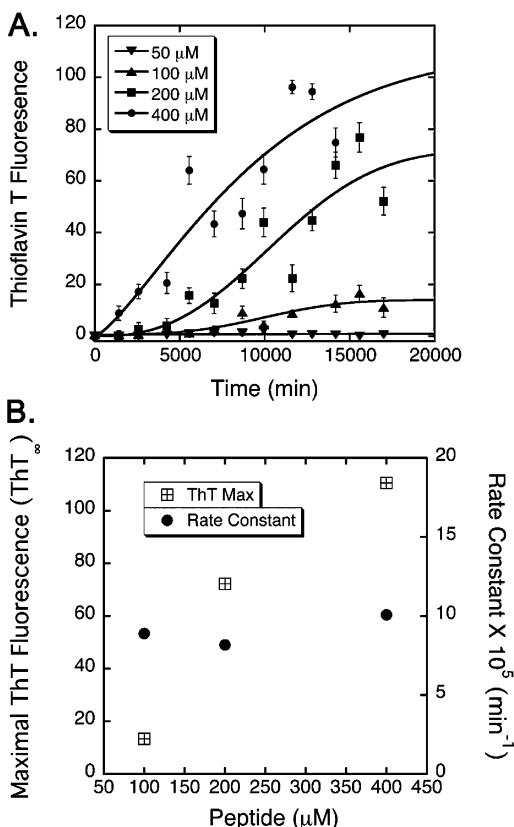 A.
120
100
80
60
40
20
0
Thioflavin T Fluoresence
50 μM
100 μM
200 μM
400 μM
0 5000 10000 15000 20000
Time (min)
B.
120
100
80
60
40
20
0
Maximal ThT Fluorescence (ThT∞)
ThT Max
Rate Constant
20
15
10
5
0
Rate Constant X 10⁵ (min⁻¹)
50 100 150 200 250 300 350 400 450
Peptide (μM)